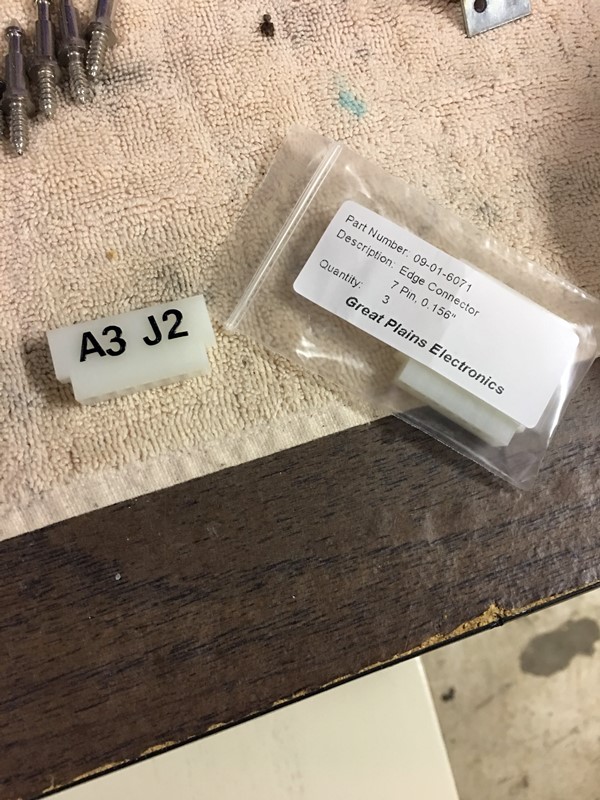 A3 J2
Part Number: 09-01-6071
Description: Edge Connector
7 Pin, 0.156"
Quantity: 3
Great Plains Electronics